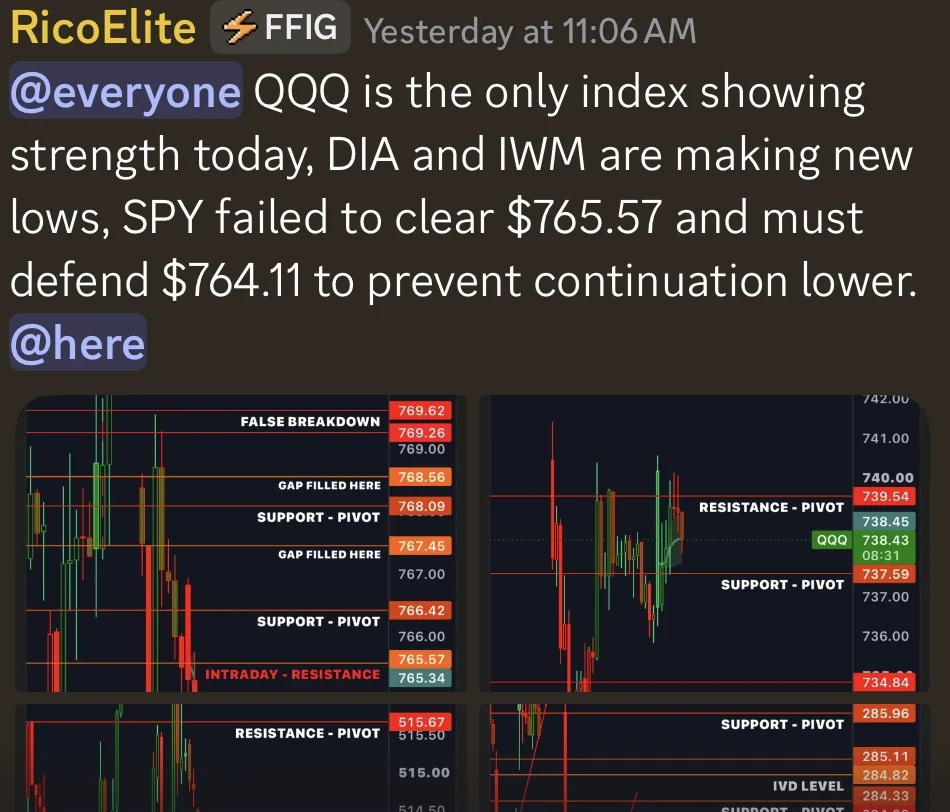 RicoElite ⚡ FFIG Yesterday at 11:06 AM
@everyone QQQ is the only index showing
strength today, DIA and IWM are making new
lows, SPY failed to clear $765.57 and must
defend $764.11 to prevent continuation lower.
@here
769.62
FALSE BREAKDOWN
769.26
769.00
768.56
GAP FILLED HERE
768.09
SUPPORT - PIVOT
767.45
GAP FILLED HERE
767.00
766.42
SUPPORT - PIVOT
766.00
765.57
INTRADAY - RESISTANCE
765.34
742.00
741.00
740.00
739.54
RESISTANCE - PIVOT
738.45
QQQ 738.43
08:31
737.59
SUPPORT - PIVOT
737.00
736.00
734.84
515.67
RESISTANCE - PIVOT
515.50
515.00
514.50
285.96
SUPPORT - PIVOT
285.11
284.82
IVD LEVEL
284.33
SUPPORT - PIVOT